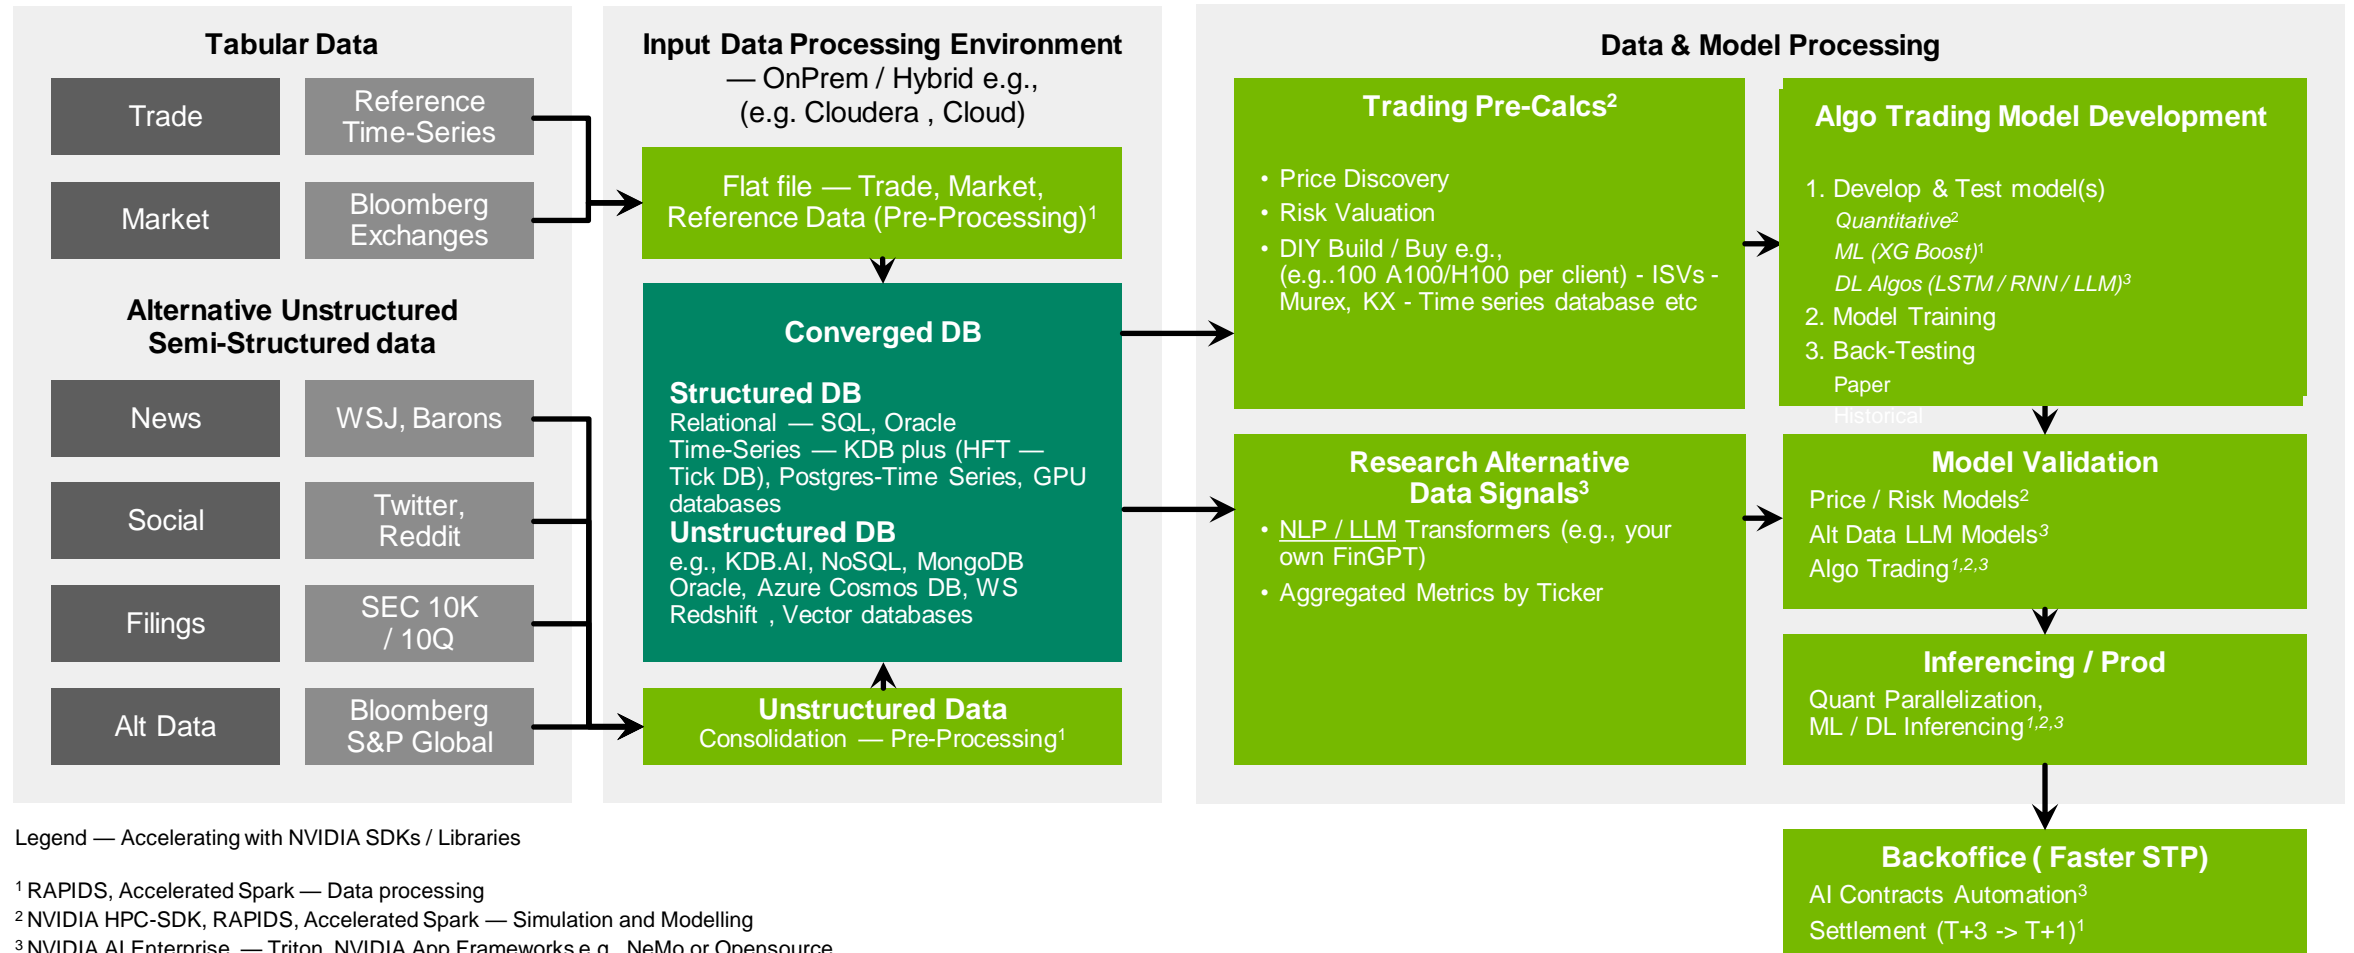 Tabular Data
Trade
Reference
Time-Series
Market
Bloomberg
Exchanges
Alternative Unstructured
Semi-Structured data
News
WSJ, Barons
Social
Twitter,
Reddit
Filings
SEC 10K
/ 10Q
Alt Data
Bloomberg
S&P Global
Input Data Processing Environment
— OnPrem / Hybrid e.g.,
(e.g. Cloudera , Cloud)
Flat file — Trade, Market,
Reference Data (Pre-Processing)¹
Converged DB
Structured DB
Relational — SQL, Oracle
Time-Series — KDB plus (HFT —
Tick DB), Postgres-Time Series, GPU
databases
Unstructured DB
e.g., KDB.AI, NoSQL, MongoDB
Oracle, Azure Cosmos DB, WS
Redshift , Vector databases
Unstructured Data
Consolidation — Pre-Processing¹
Data & Model Processing
Trading Pre-Calcs²
• Price Discovery
• Risk Valuation
• DIY Build / Buy e.g.,
(e.g..100 A100/H100 per client) - ISVs -
Murex, KX - Time series database etc
Research Alternative
Data Signals³
• NLP / LLM Transformers (e.g., your
own FinGPT)
• Aggregated Metrics by Ticker
Algo Trading Model Development
1. Develop & Test model(s)
Quantitative²
ML (XG Boost)¹
DL Algos (LSTM / RNN / LLM)³
2. Model Training
3. Back-Testing
Paper
Historical
Model Validation
Price / Risk Models²
Alt Data LLM Models³
Algo Trading¹,²,³
Inferencing / Prod
Quant Parallelization,
ML / DL Inferencing¹,²,³
Backoffice ( Faster STP)
AI Contracts Automation³
Settlement (T+3 -> T+1)¹
Legend — Accelerating with NVIDIA SDKs / Libraries
¹ RAPIDS, Accelerated Spark — Data processing
² NVIDIA HPC-SDK, RAPIDS, Accelerated Spark — Simulation and Modelling
³ NVIDIA AI Enterprise — Triton, NVIDIA App Frameworks e.g., NeMo or Opensource